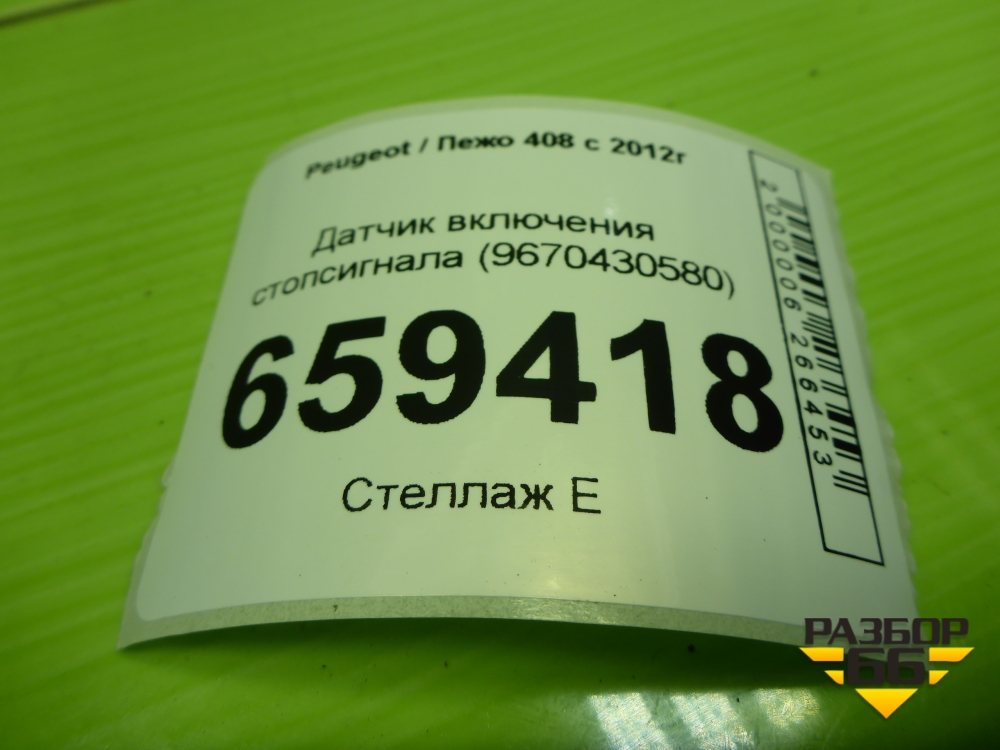 Peugeot / Пежо 408 с 2012г
Датчик включения
стопсигнала (9670430580)
659418
Стеллаж Е
2000006266453
РАЗБОР
66